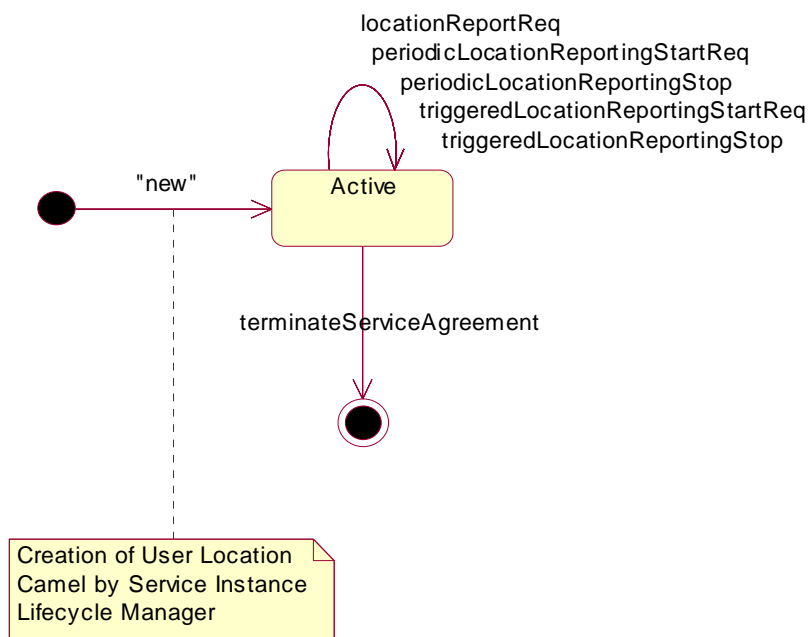 locationReportReq
periodicLocationReportingStartReq
periodicLocationReportingStop
triggeredLocationReportingStartReq
triggeredLocationReportingStop
"new"
Active
terminateServiceAgreement
Creation of User Location
Camel by Service Instance
Lifecycle Manager